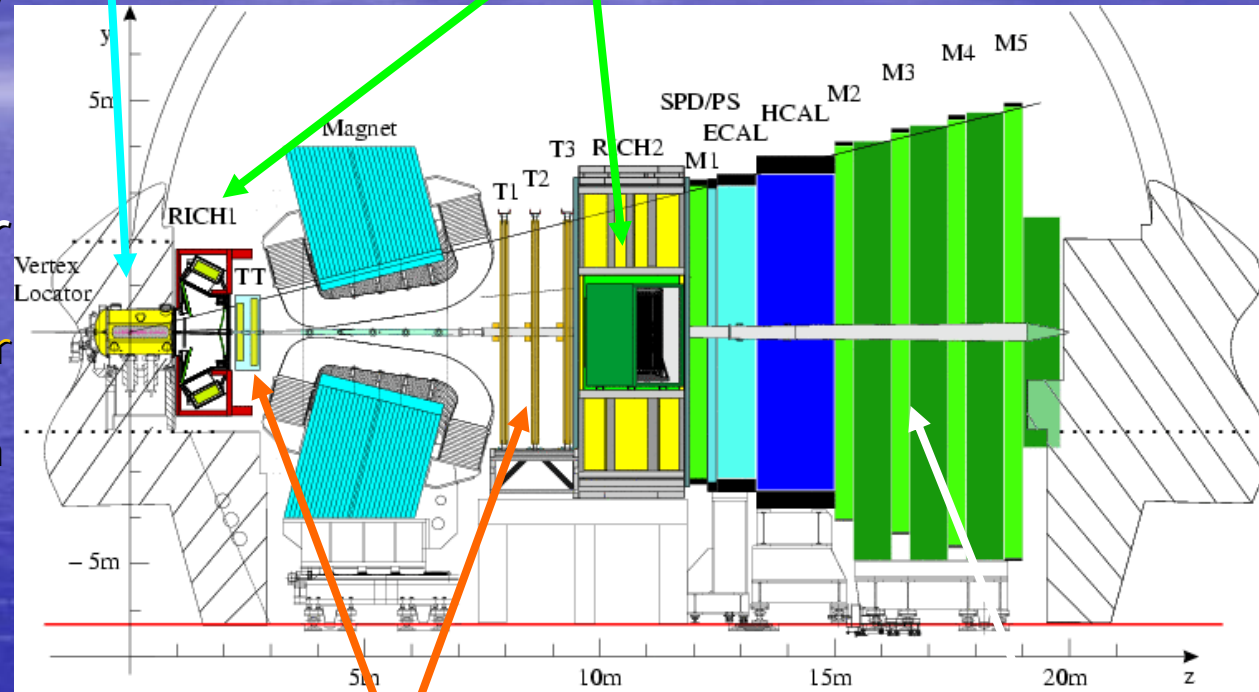 y
5m
Magnet
RICH1
Vertex
Locator
TT
T1
T2
T3
RICH2
M1
SPD/PS
ECAL
HCAL
M2
M3
M4
M5
– 5m
5m
10m
15m
20m
z